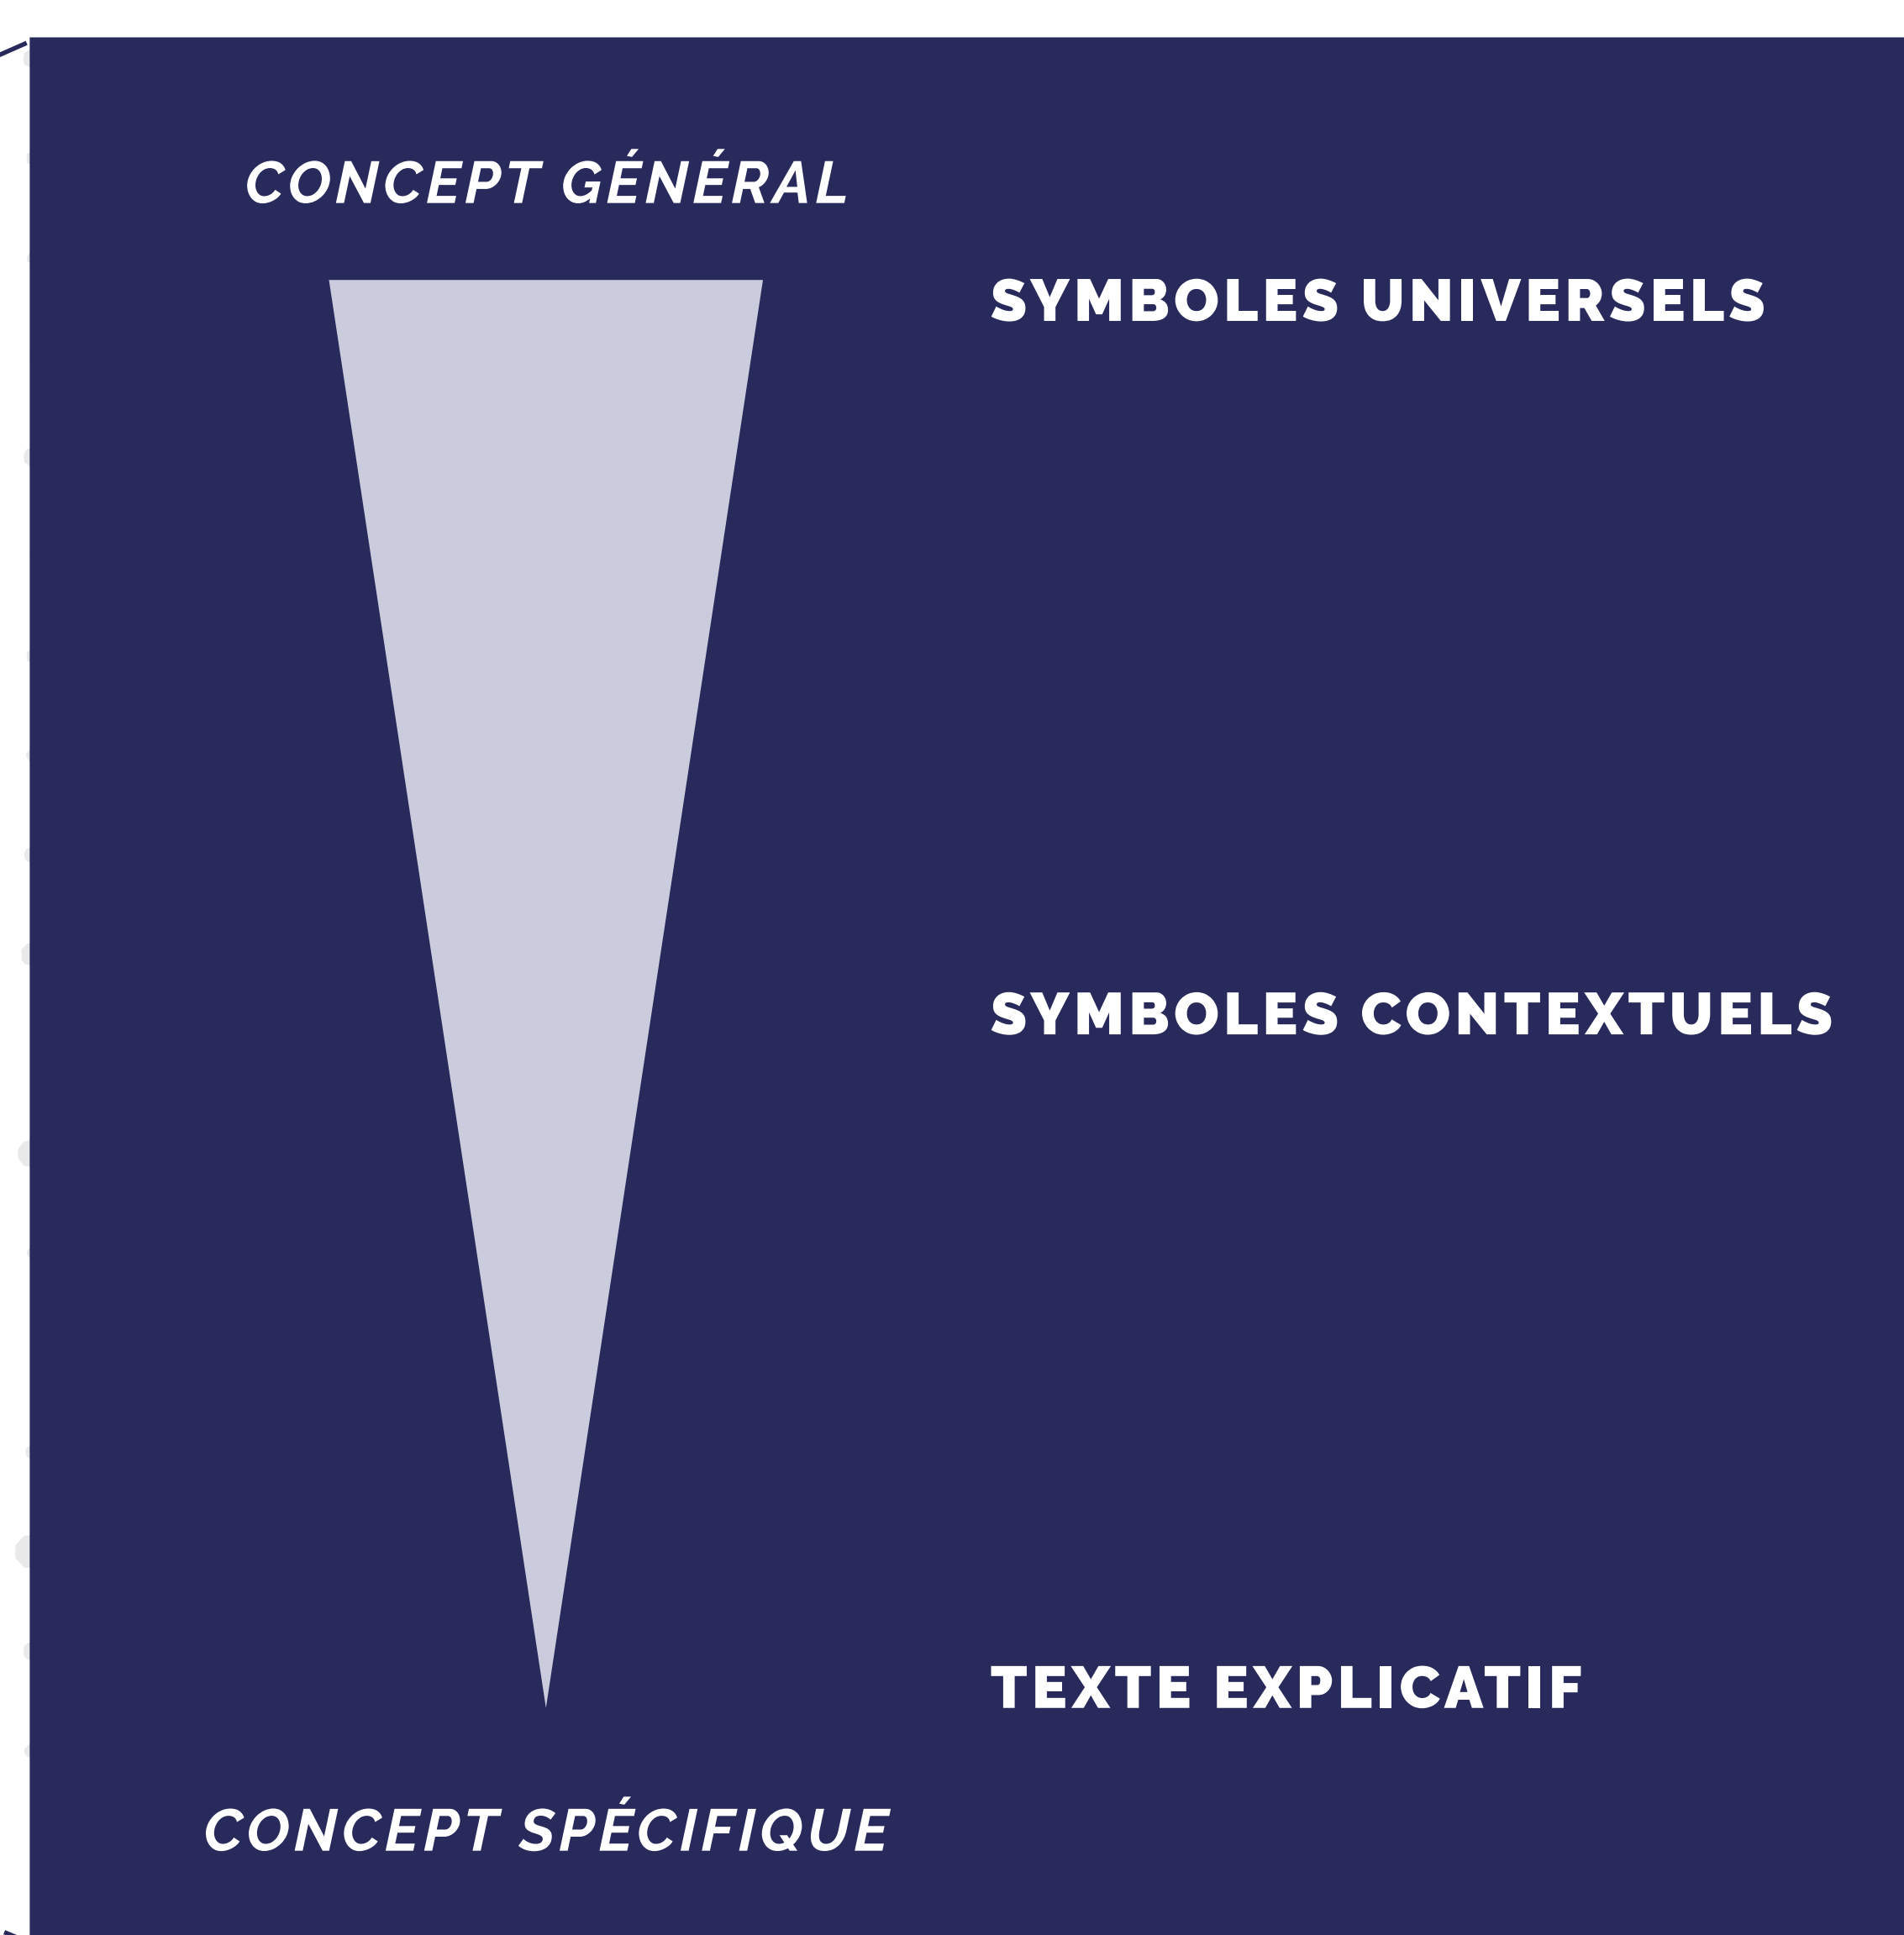 CONCEPT GÉNÉRAL
SYMBOLES UNIVERSELS
SYMBOLES CONTEXTUELS
TEXTE EXPLICATIF
CONCEPT SPÉCIFIQUE